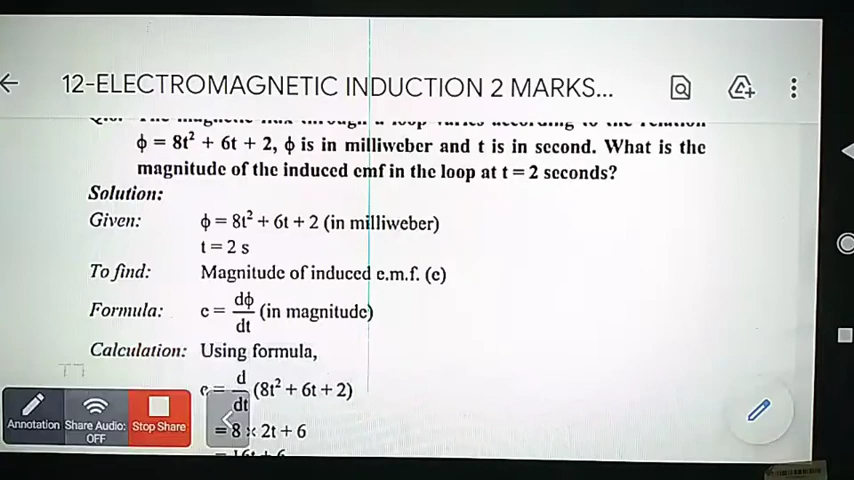 12-ELECTROMAGNETIC INDUCTION 2 MARKS...
ϕ = 8t² + 6t + 2, ϕ is in milliweber and t is in second. What is the
magnitude of the induced emf in the loop at t = 2 seconds?
Solution:
Given: ϕ = 8t² + 6t + 2 (in milliweber)
t = 2 s
To find: Magnitude of induced e.m.f. (e)
Formula: e = dϕ/dt (in magnitude)
Calculation: Using formula,
e = d/dt (8t² + 6t + 2)
= 8 × 2t + 6
Annotation
Share Audio: OFF
Stop Share